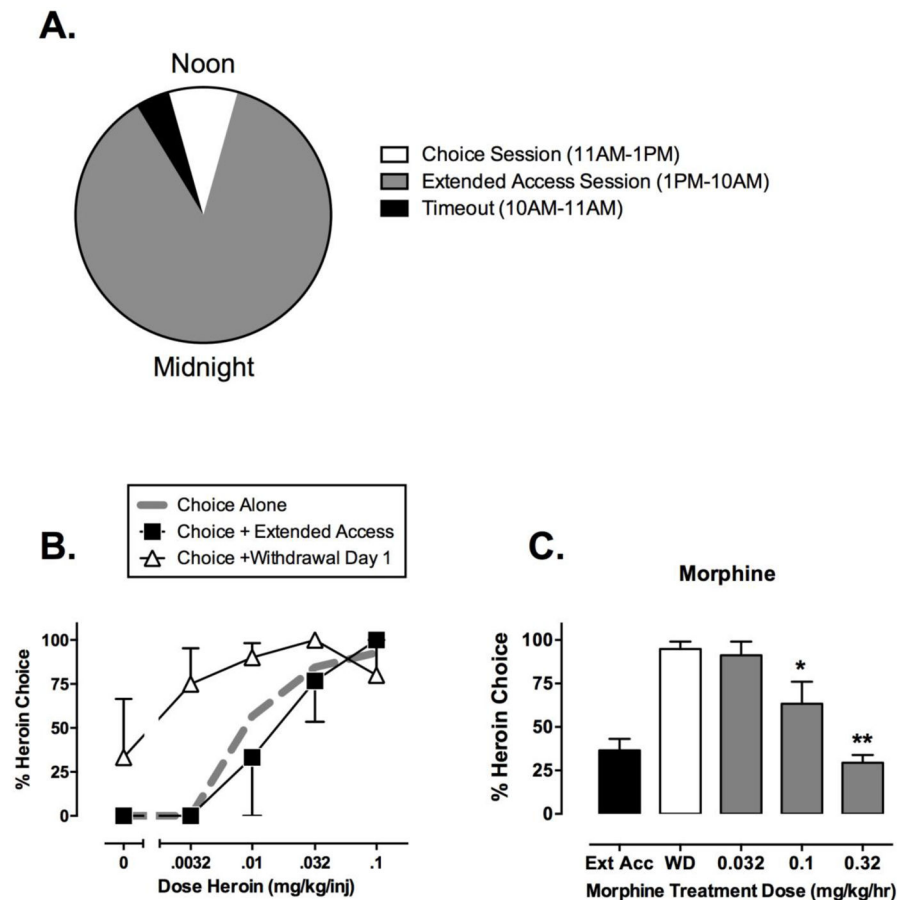 A.
Noon
Choice Session (11AM-1PM)
Extended Access Session (1PM-10AM)
Timeout (10AM-11AM)
Midnight
Choice Alone
Choice + Extended Access
Choice +Withdrawal Day 1
B.
% Heroin Choice
100
75
50
25
0
0 .0032 .01 .032 .1
Dose Heroin (mg/kg/inj)
C.
Morphine
% Heroin Choice
100
75
50
25
0
*
**
Ext Acc WD 0.032 0.1 0.32
Morphine Treatment Dose (mg/kg/hr)